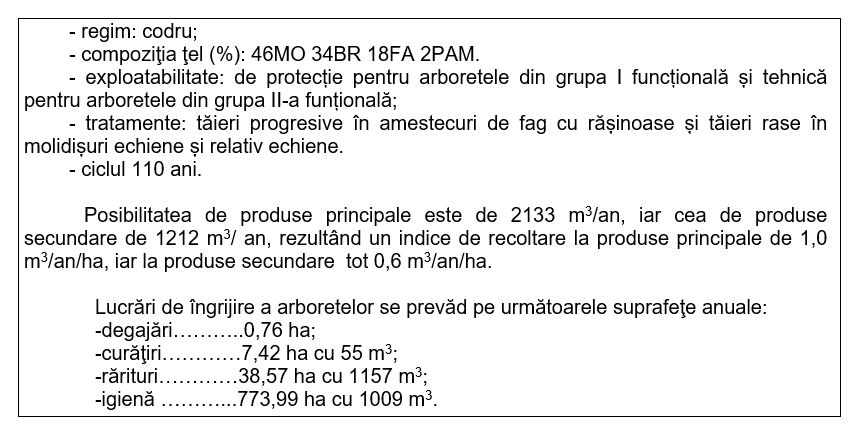 - regim: codru;
- compoziţia ţel (%): 46MO 34BR 18FA 2PAM.
- exploatabilitate: de protecție pentru arboretele din grupa I funcțională și tehnică
pentru arboretele din grupa II-a funțională;
- tratamente: tăieri progresive în amestecuri de fag cu rășinoase și tăieri rase în
molidișuri echiene și relativ echiene.
- ciclul 110 ani.
Posibilitatea de produse principale este de 2133 m³/an, iar cea de produse
secundare de 1212 m³/ an, rezultând un indice de recoltare la produse principale de 1,0
m³/an/ha, iar la produse secundare  tot 0,6 m³/an/ha.
Lucrări de îngrijire a arboretelor se prevăd pe următoarele suprafeţe anuale:
-degajări………..0,76 ha;
-curăţiri…………7,42 ha cu 55 m³;
-rărituri…………38,57 ha cu 1157 m³;
-igienă ………...773,99 ha cu 1009 m³.